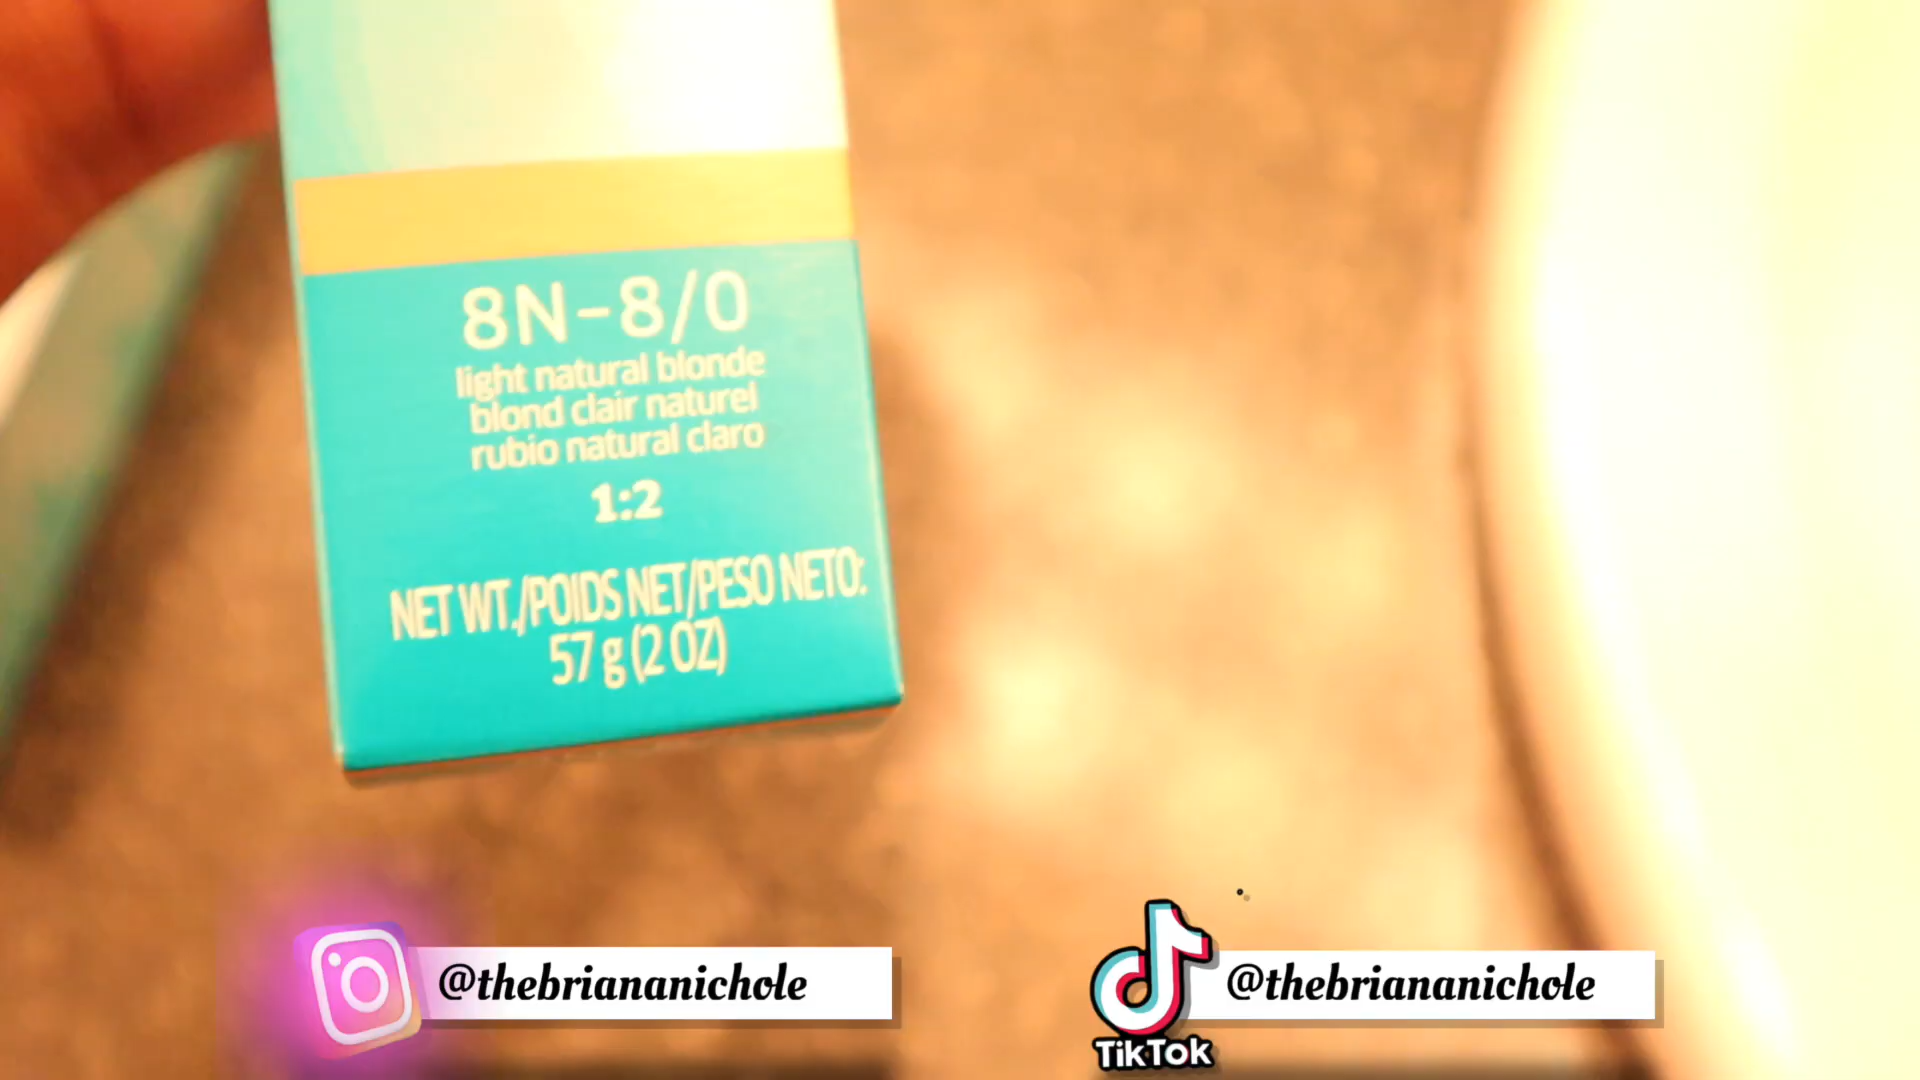 8N-8/0
light natural blonde
blond clair naturel
rubio natural claro
1:2
NET WT./POIDS NET/PESO NETO:
57 g (2 OZ)
@thebriananichole
@thebriananichole
TikTok